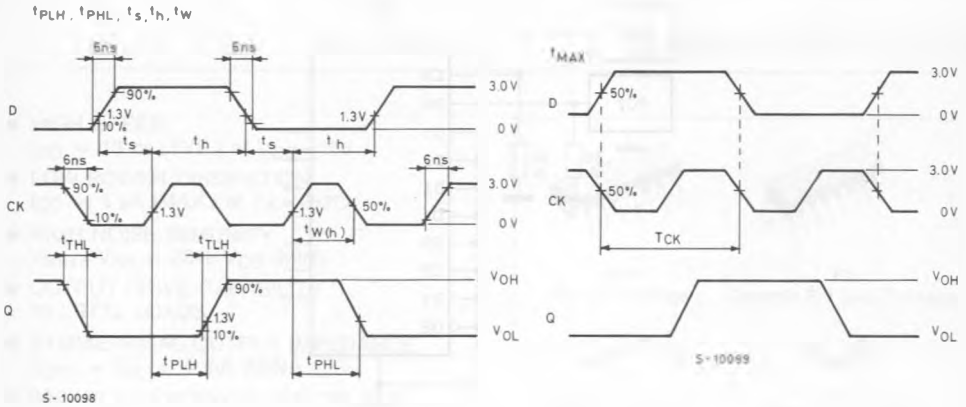 tPLH, tPHL, ts, th, tW
6ns 6ns
D 90% 1.3V 10% 1.3V 3.0V 0V
ts th ts th
6ns 6ns
CK 90% 10% 1.3V 1.3V 50% 3.0V 0V
tW(h)
tTHL tTLH
Q 90% 1.3V 10% VOH VOL
tPLH tPHL
S-10098
tMAX
D 50% 3.0V 0V
CK 50% 3.0V 0V
TCK
Q VOH VOL
S-10099